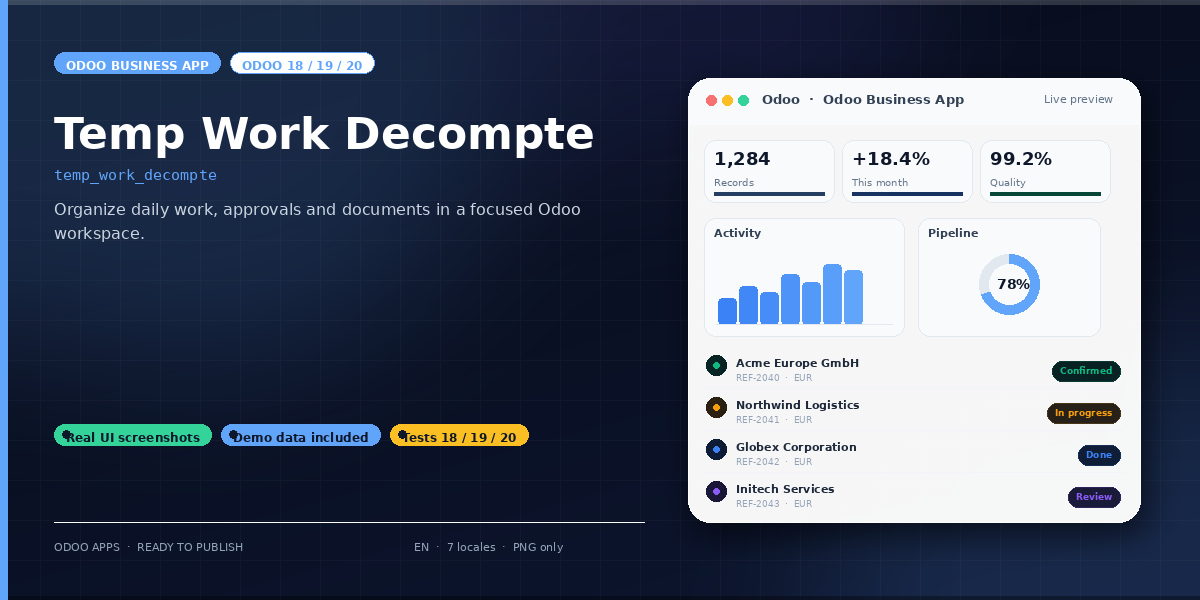 ODOO BUSINESS APP
ODOO 18 / 19 / 20
Temp Work Decompte
temp_work_decompte
Organize daily work, approvals and documents in a focused Odoo
workspace.
Real UI screenshots
Demo data included
Tests 18 / 19 / 20
ODOO APPS · READY TO PUBLISH
EN · 7 locales · PNG only
Odoo · Odoo Business App
Live preview
1,284
Records
+18.4%
This month
99.2%
Quality
Activity
Pipeline
78%
Acme Europe GmbH
REF-2040 · EUR
Confirmed
Northwind Logistics
REF-2041 · EUR
In progress
Globex Corporation
REF-2042 · EUR
Done
Initech Services
REF-2043 · EUR
Review